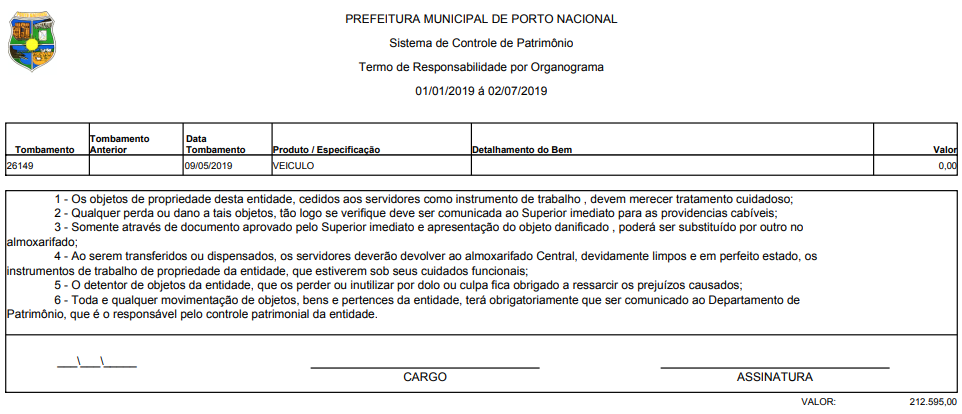 PREFEITURA MUNICIPAL DE PORTO NACIONAL
Sistema de Controle de Patrimônio
Termo de Responsabilidade por Organograma
01/01/2019 á 02/07/2019
Tombamento Tombamento Anterior Data Tombamento Produto / Especificação Detalhamento do Bem Valor
26149 09/05/2019 VEICULO 0,00
1 - Os objetos de propriedade desta entidade, cedidos aos servidores como instrumento de trabalho , devem merecer tratamento cuidadoso;
2 - Qualquer perda ou dano a tais objetos, tão logo se verifique deve ser comunicada ao Superior imediato para as providencias cabíveis;
3 - Somente através de documento aprovado pelo Superior imediato e apresentação do objeto danificado , poderá ser substituído por outro no
almoxarifado;
4 - Ao serem transferidos ou dispensados, os servidores deverão devolver ao almoxarifado Central, devidamente limpos e em perfeito estado, os
instrumentos de trabalho de propriedade da entidade, que estiverem sob seus cuidados funcionais;
5 - O detentor de objetos da entidade, que os perder ou inutilizar por dolo ou culpa fica obrigado a ressarcir os prejuízos causados;
6 - Toda e qualquer movimentação de objetos, bens e pertences da entidade, terá obrigatoriamente que ser comunicado ao Departamento de
Patrimônio, que é o responsável pelo controle patrimonial da entidade.
___\___\_____
CARGO ASSINATURA
VALOR: 212.595,00